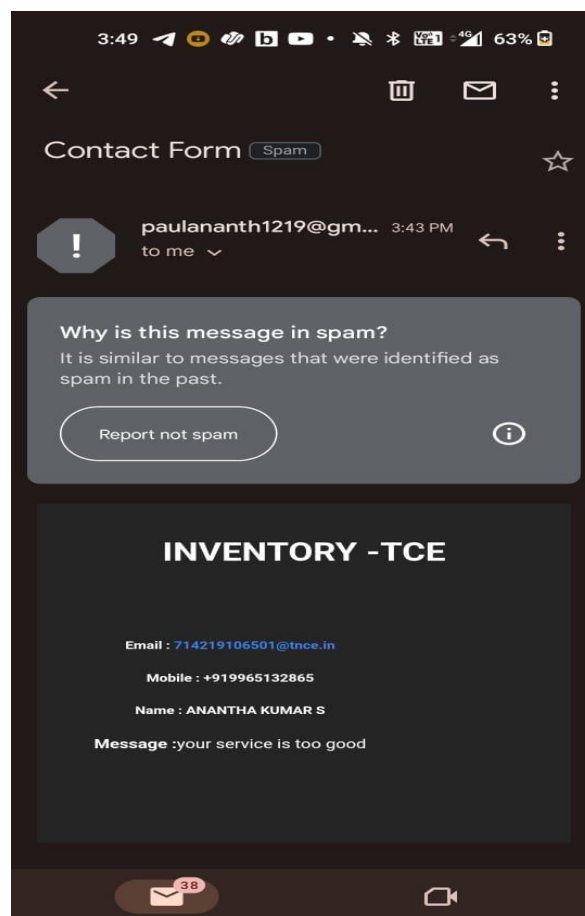 3:49 63%
Contact Form Spam
paulananth1219@gm... 3:43 PM
to me
Why is this message in spam?
It is similar to messages that were identified as
spam in the past.
Report not spam
INVENTORY -TCE
Email : 714219106501@tnce.in
Mobile : +919965132865
Name : ANANTHA KUMAR S
Message :your service is too good
38